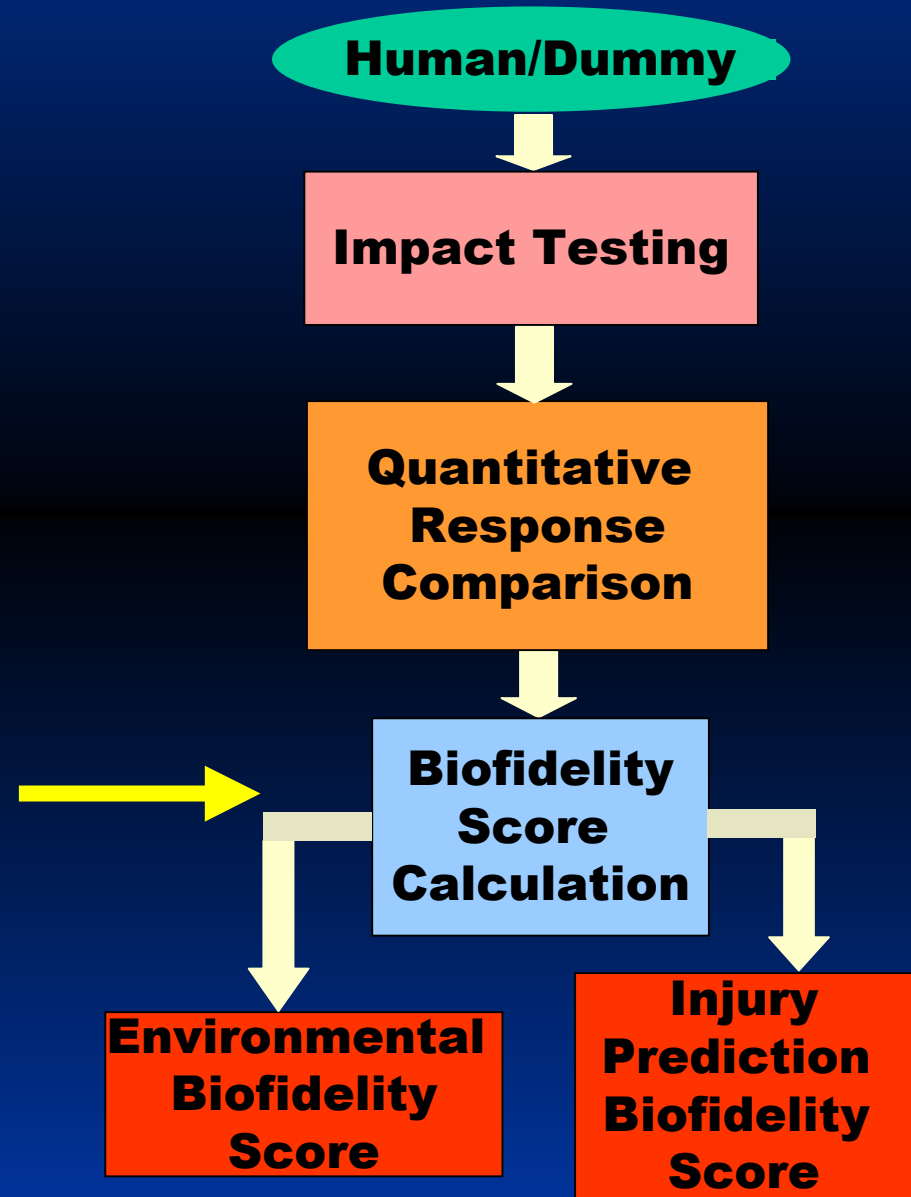 Human/Dummy
Impact Testing
Quantitative
Response
Comparison
Biofidelity
Score
Calculation
Environmental
Biofidelity
Score
Injury
Prediction
Biofidelity
Score